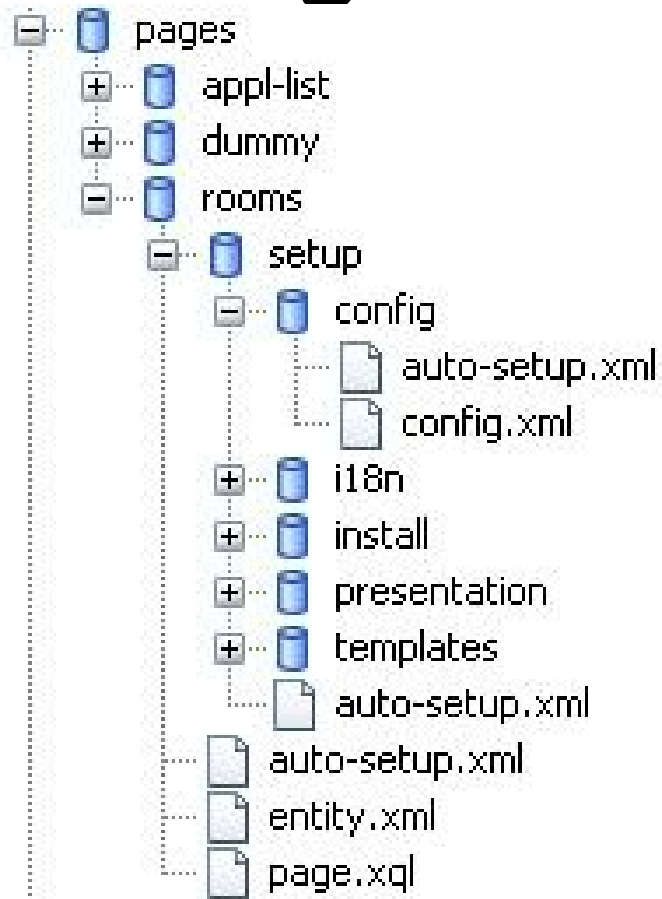 pages
appl-list
dummy
rooms
setup
config
auto-setup.xml
config.xml
i18n
install
presentation
templates
auto-setup.xml
auto-setup.xml
entity.xml
page.xql